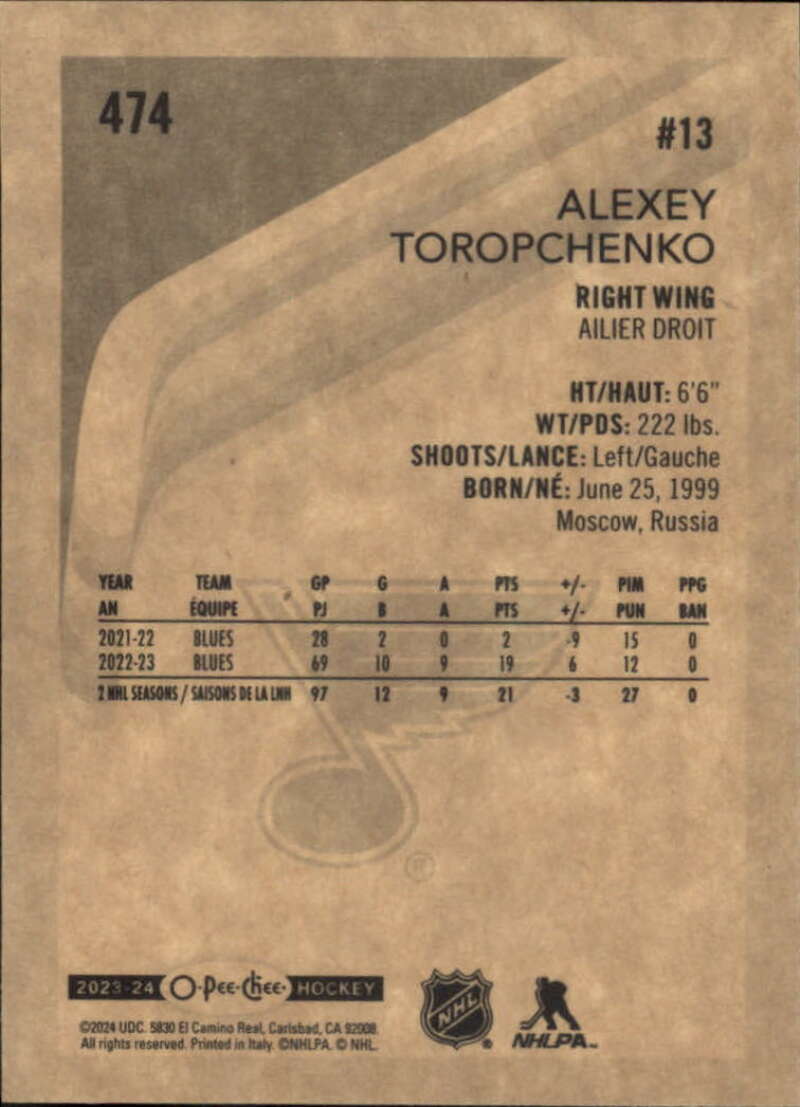 474
#13
ALEXEY
TOROPCHENKO
RIGHT WING
AILIER DROIT
HT/HAUT: 6'6"
WT/PDS: 222 lbs.
SHOOTS/LANCE: Left/Gauche
BORN/NÉ: June 25, 1999
Moscow, Russia
YEAR TEAM GP G A PTS +/- PIM PPG
AN ÉQUIPE PJ B A PTS +/- PUN BAN
2021-22 BLUES 28 2 0 2 -9 15 0
2022-23 BLUES 69 10 9 19 6 12 0
2 NHL SEASONS / SAISONS DE LA LNH 97 12 9 21 -3 27 0
®
2023-24 O-Pee-Chee HOCKEY
©2024 UDC. 5830 El Camino Real, Carlsbad, CA 92008.
All rights reserved. Printed in Italy. ©NHLPA. © NHL.
NHL ®
NHLPA™